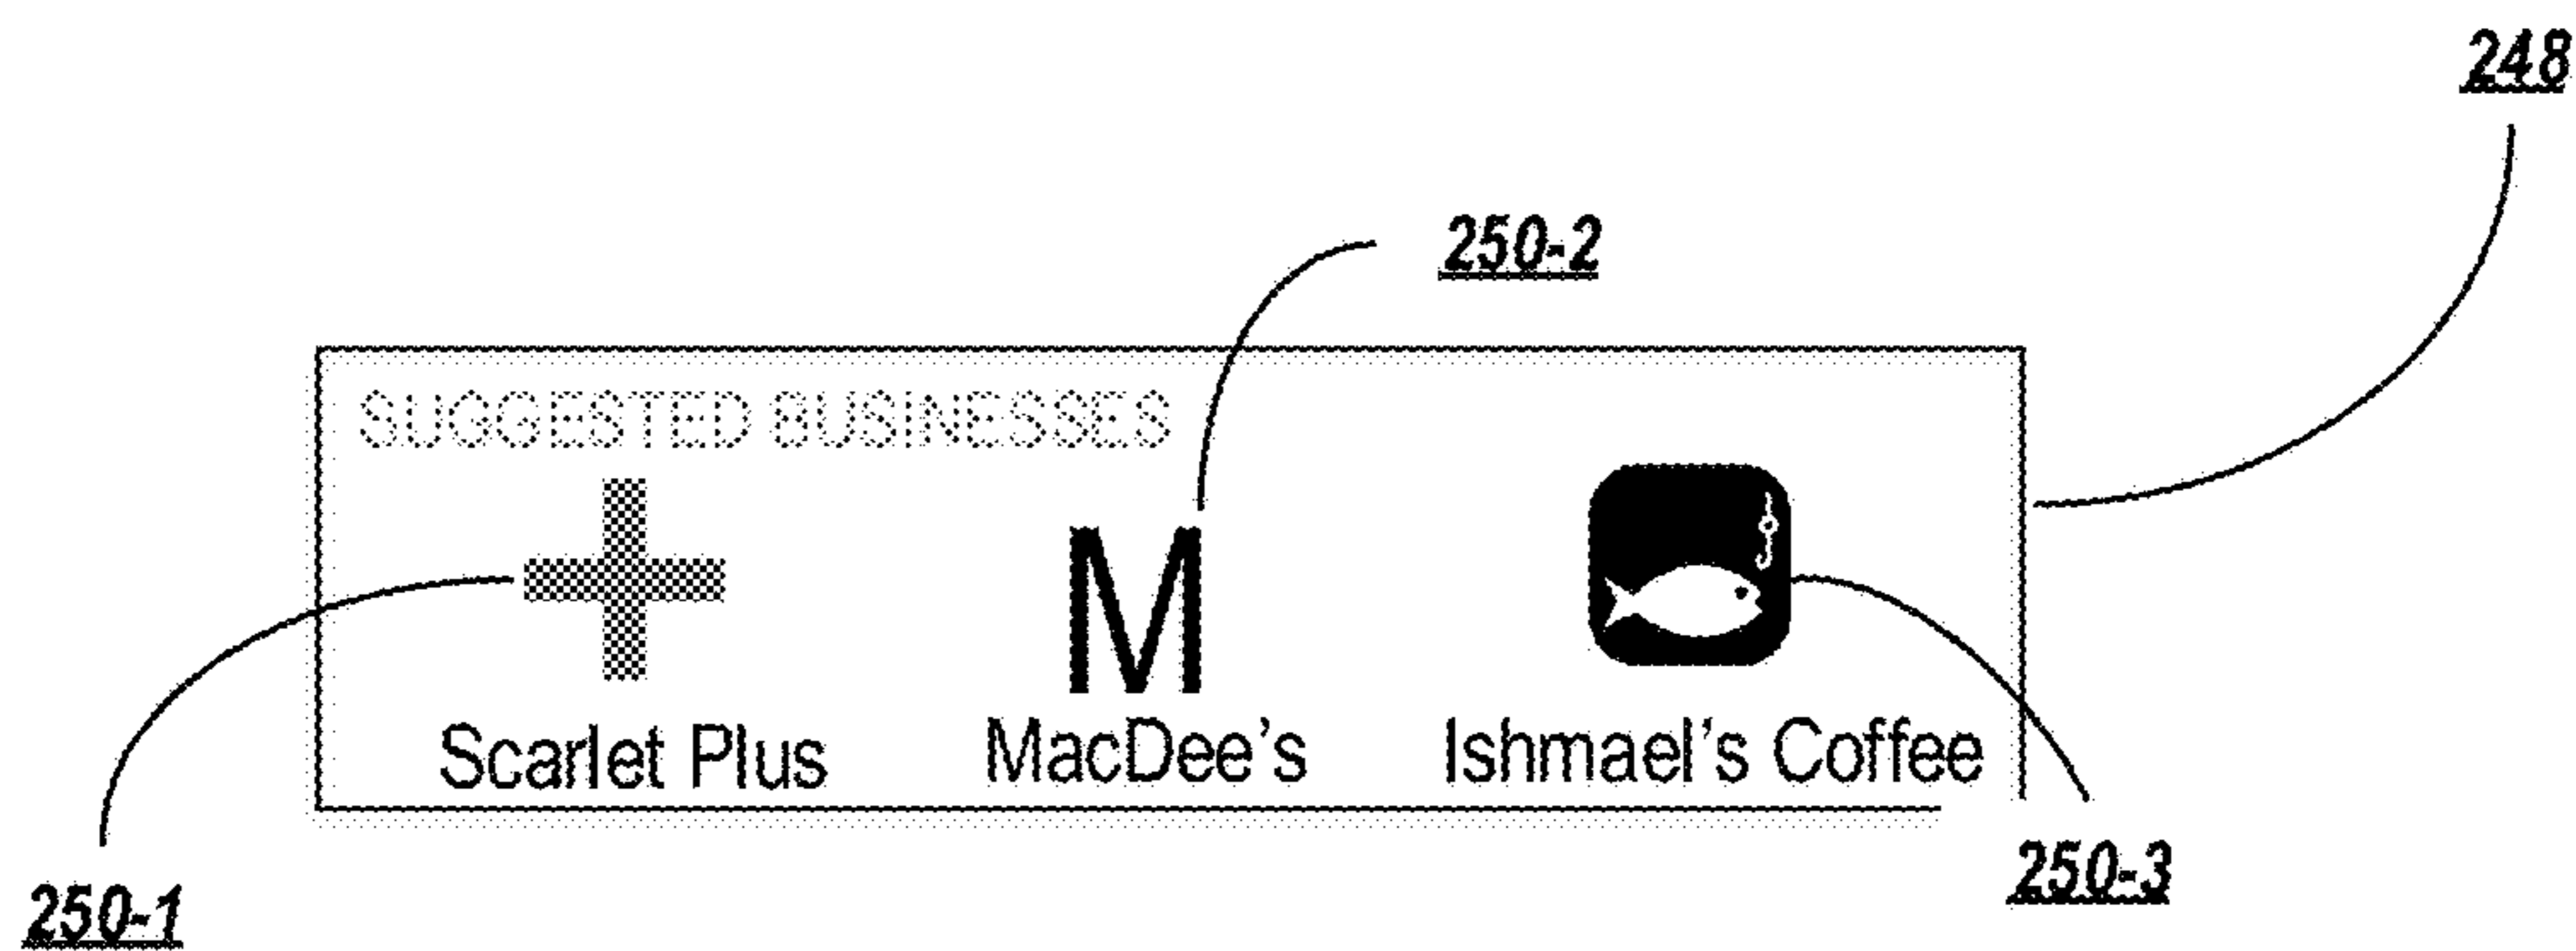 248
250-2
SUGGESTED BUSINESSES
M
Scarlet Plus MacDee's Ishmael's Coffee
250-3
250-1